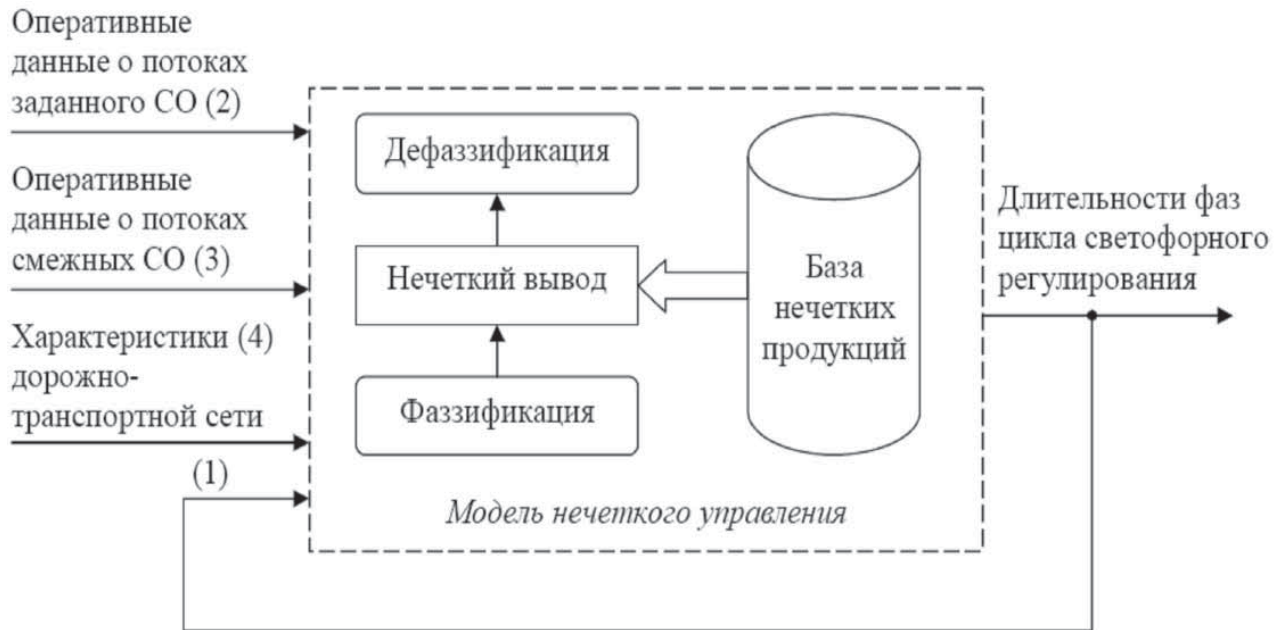 Оперативные
данные о потоках
заданного СО (2)
Оперативные
данные о потоках
смежных СО (3)
Характеристики (4)
дорожно-
транспортной сети
(1)
Дефаззификация
Нечеткий вывод
Фаззификация
База
нечетких
продукций
Модель нечеткого управления
Длительности фаз
цикла светофорного
регулирования